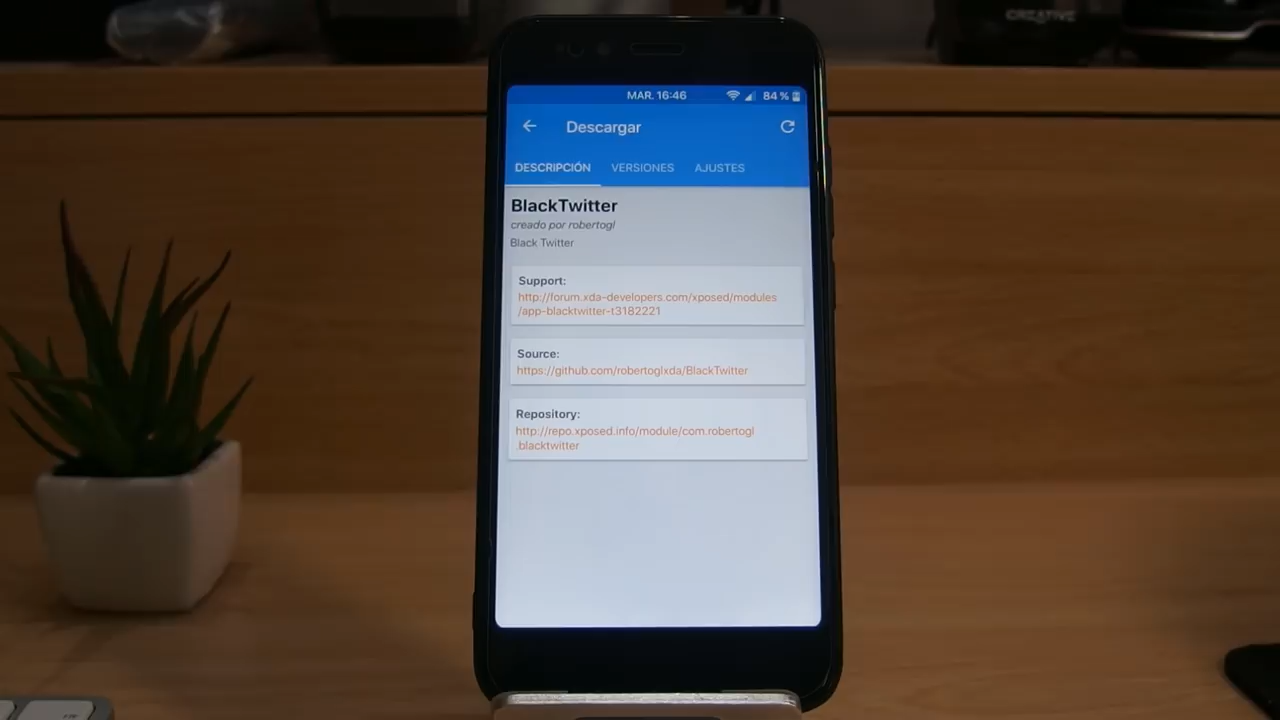 CREATIVE
MAR. 16:46
84 %
Descargar
DESCRIPCIÓN VERSIONES AJUSTES
BlackTwitter
creado por robertogl
Black Twitter
Support:
http://forum.xda-developers.com/xposed/modules
/app-blacktwitter-t3182221
Source:
https://github.com/robertoglxda/BlackTwitter
Repository:
http://repo.xposed.info/module/com.robertogl
.blacktwitter